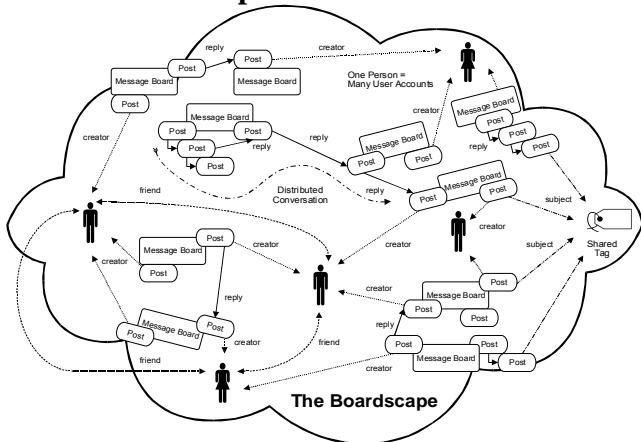 reply
creator
Post
Post
Message Board
Post
Message Board
One Person =
Many User Accounts
Message Board
Post
Post
Post
reply
Post
creator
reply
creator
Message Board
Post
Post
Message Board
Post
reply
Post
Post
friend
Distributed
Conversation
reply
Message Board
Post
Post
subject
creator
creator
Shared
Tag
Post
Message Board
Post
creator
creator
subject
creator
Post
Message Board
Post
Post
reply
Message Board
Post
Post
reply
creator
friend
friend
creator
Post
Post
Message Board
Post
The Boardscape